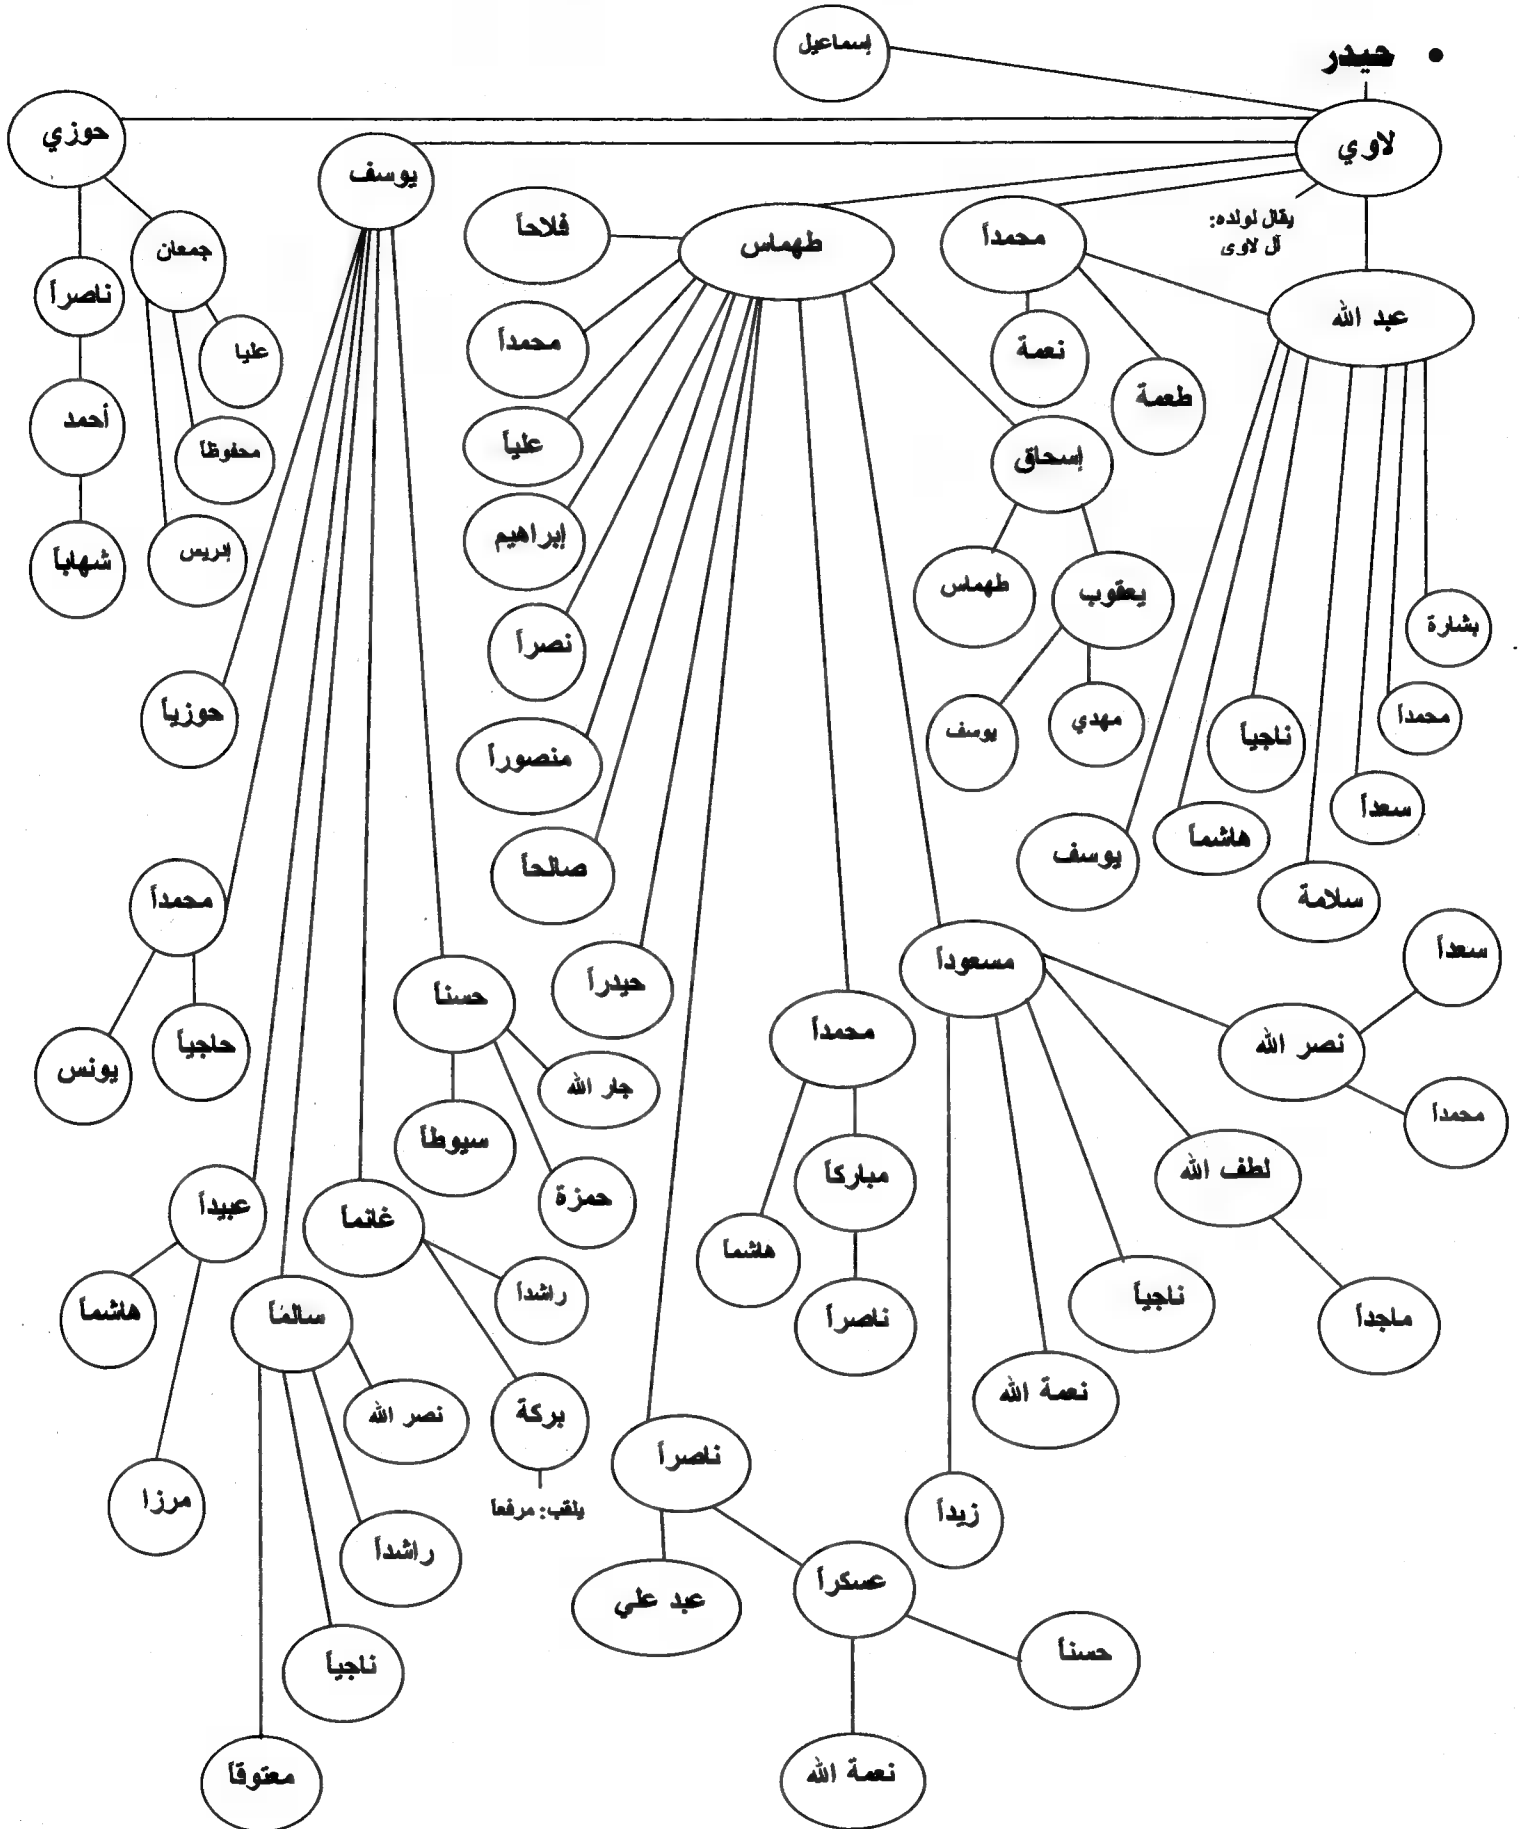 • حيدر
إسماعيل
لاوي
حوزي
يوسف
يقال لولده:
آل لاوى
طهماس
محمداً
فلاحاً
عبد الله
جمعان
ناصراً
نعمة
طعمة
محمداً
علياً
إسحاق
عليا
أحمد
محفوظاً
إبراهيم
إدريس
شهاباً
طهماس
يعقوب
بشارة
نصراً
يوسف
مهدي
ناجياً
محمداً
حوزياً
منصوراً
سعداً
هاشماً
يوسف
صالحاً
سلامة
محمداً
سعداً
مسعوداً
حيدراً
حسناً
محمداً
نصر الله
يونس
حاجياً
جار الله
محمداً
سيوطاً
حمزة
مباركاً
لطف الله
عبيداً
غانماً
هاشماً
راشداً
ناجياً
هاشماً
سالماً
ناصراً
ماجداً
نعمة الله
نصر الله
بركة
ناصراً
مرزا
يلقب: مرفعاً
زيداً
راشداً
عبد علي
عسكراً
ناجياً
حسناً
معتوقاً
نعمة الله